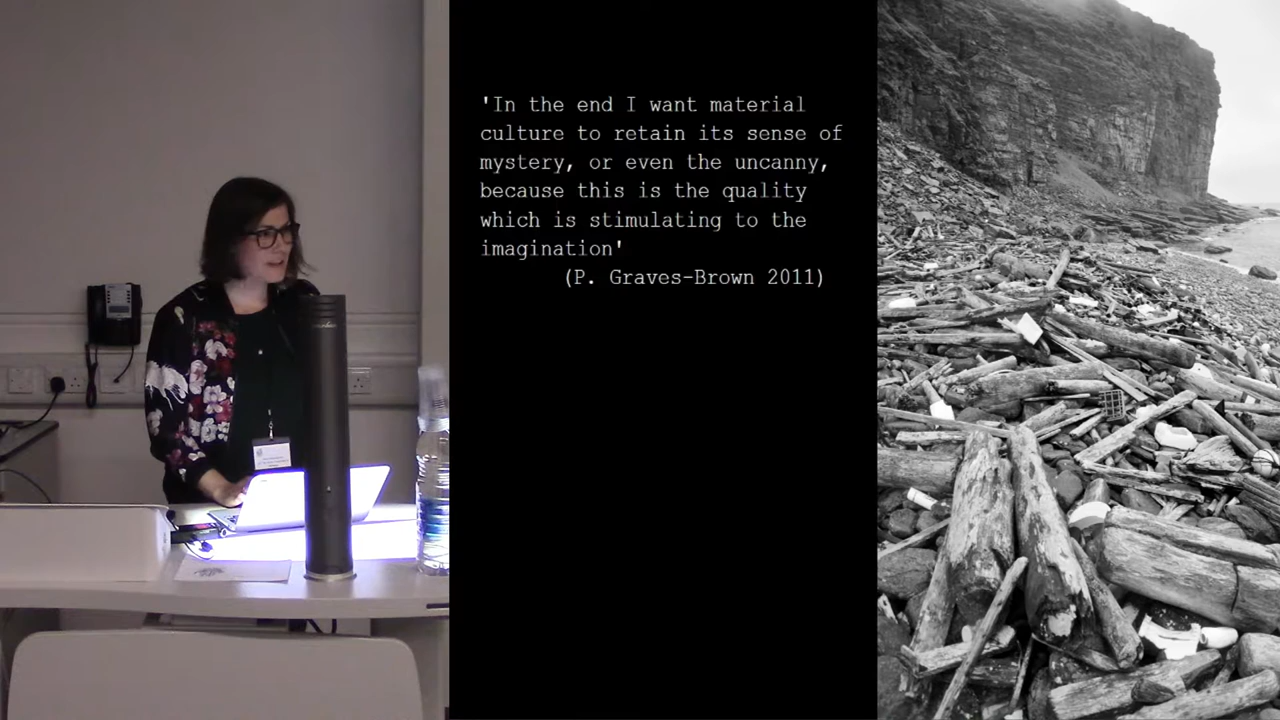 'In the end I want material
culture to retain its sense of
mystery, or even the uncanny,
because this is the quality
which is stimulating to the
imagination'
(P. Graves-Brown 2011)